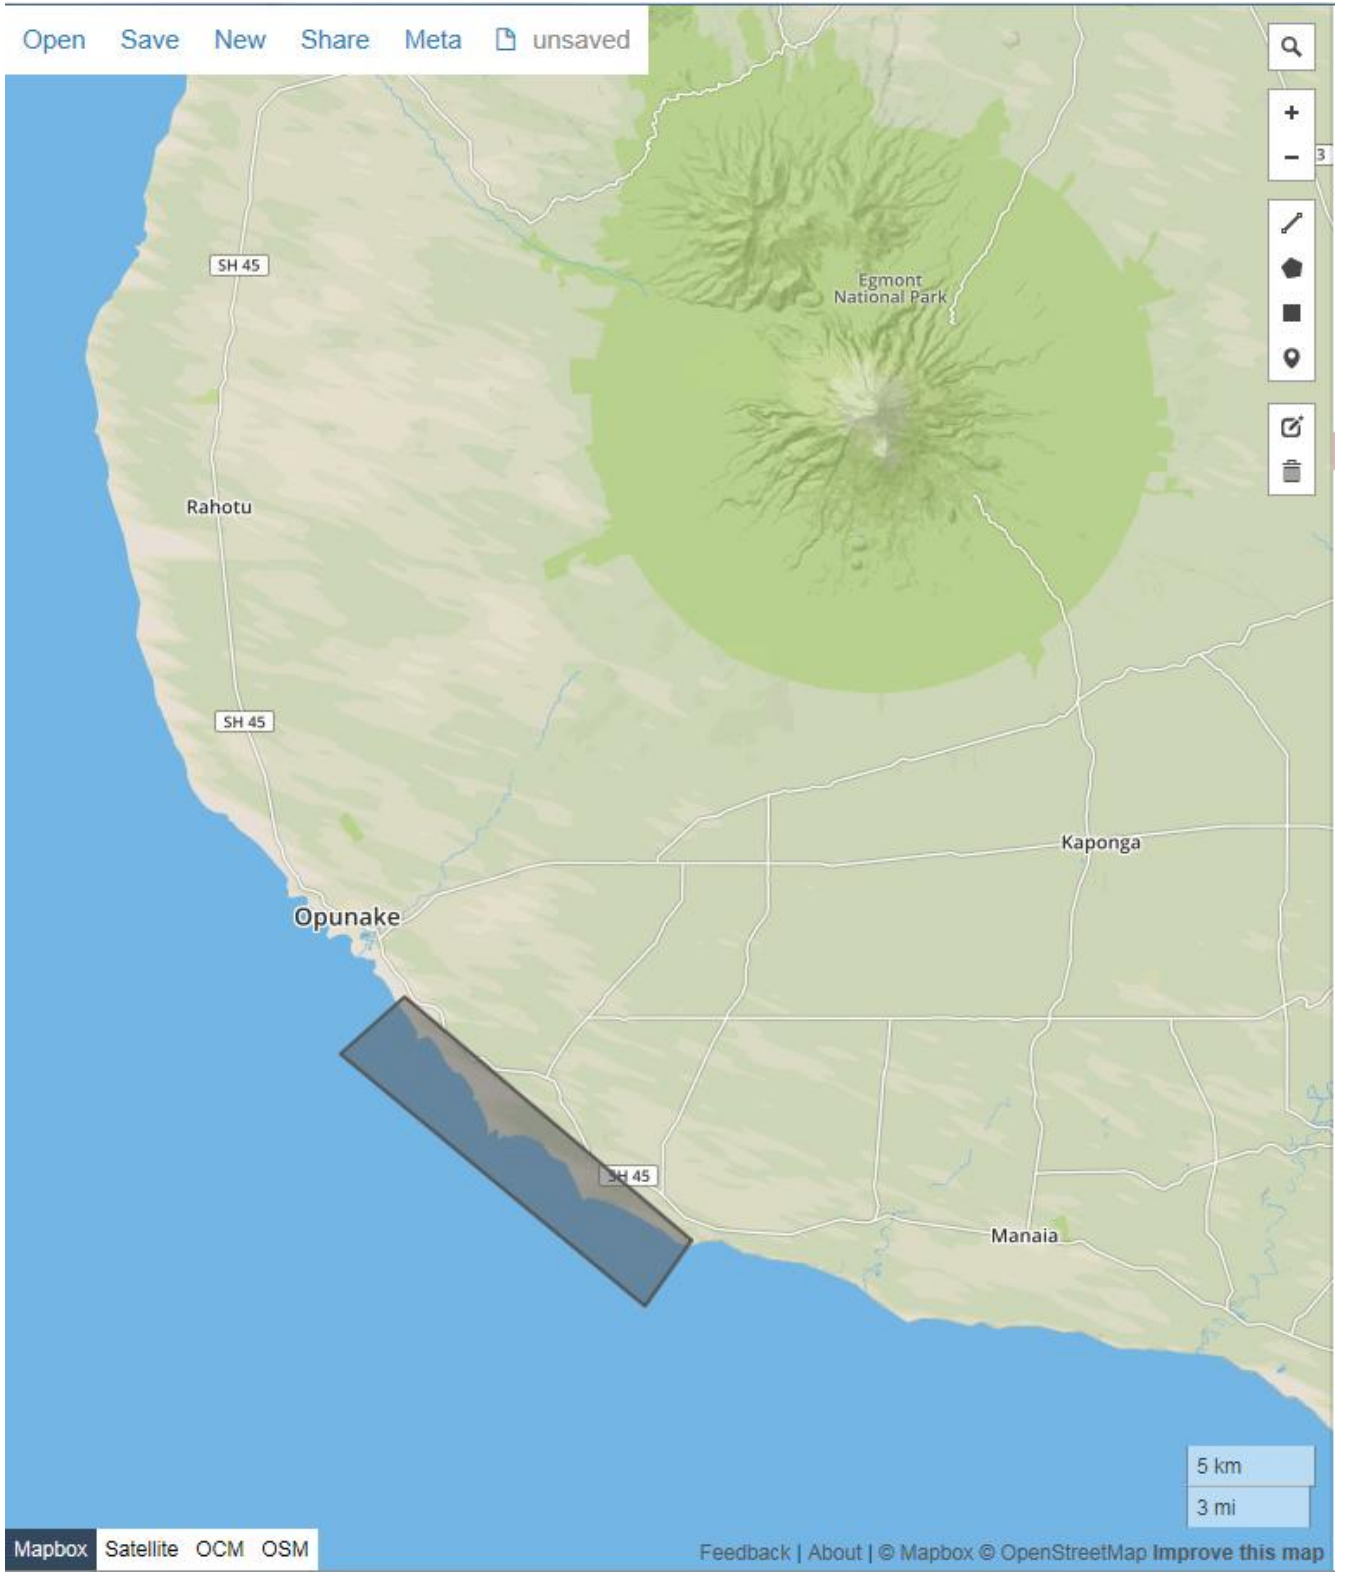 Open Save New Share Meta unsaved
+
−
3
SH 45
Egmont
National Park
Rahotu
SH 45
Kaponga
Opunake
SH 45
Manaia
5 km
3 mi
Mapbox Satellite OCM OSM
Feedback | About | © Mapbox © OpenStreetMap Improve this map